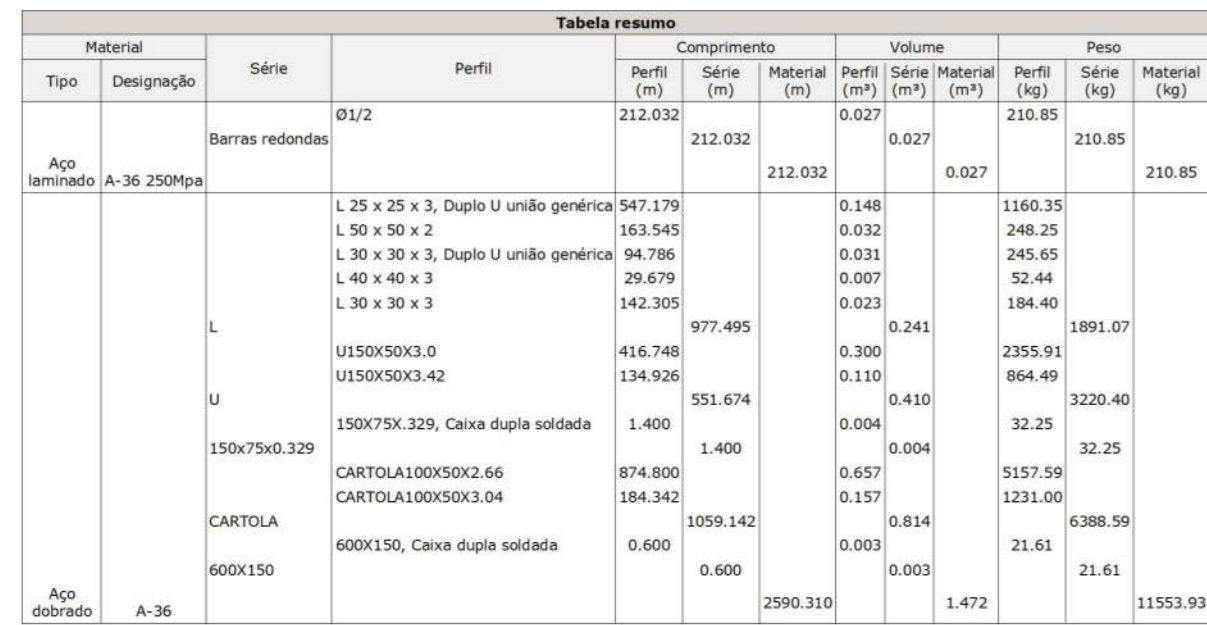 Tabela resumo
Material Série Perfil Comprimento Volume Peso
Tipo Designação Perfil (m) Série (m) Material (m) Perfil (m³) Série (m³) Material (m³) Perfil (kg) Série (kg) Material (kg)
Ø1/2 212.032 0.027 210.85
Barras redondas 212.032 0.027 210.85
Aço laminado A-36 250Mpa 212.032 0.027 210.85
L 25 x 25 x 3, Duplo U união genérica 547.179 0.148 1160.35
L 50 x 50 x 2 163.545 0.032 248.25
L 30 x 30 x 3, Duplo U união genérica 94.786 0.031 245.65
L 40 x 40 x 3 29.679 0.007 52.44
L 30 x 30 x 3 142.305 0.023 184.40
L 977.495 0.241 1891.07
U150X50X3.0 416.748 0.300 2355.91
U150X50X3.42 134.926 0.110 864.49
U 551.674 0.410 3220.40
150X75X.329, Caixa dupla soldada 1.400 0.004 32.25
150x75x0.329 1.400 0.004 32.25
CARTOLA100X50X2.66 874.800 0.657 5157.59
CARTOLA100X50X3.04 184.342 0.157 1231.00
CARTOLA 1059.142 0.814 6388.59
600X150, Caixa dupla soldada 0.600 0.003 21.61
600X150 0.600 0.003 21.61
Aço dobrado A-36 2590.310 1.472 11553.93